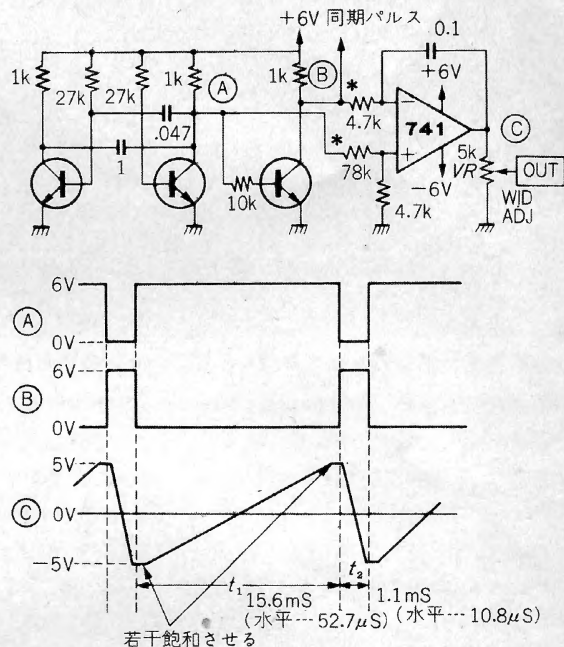 +6V 同期パルス
1k
27k
27k
1k
Ⓐ
1k
Ⓑ
0.1
+6V
.047
1
10k
* 4.7k
* 78k
4.7k
−
+
741
−6V
Ⓒ
5k
VR
OUT
WID
ADJ
Ⓐ
6V
0V
Ⓑ
6V
0V
Ⓒ
5V
0V
−5V
t₁
15.6mS
(水平…52.7μS)
t₂
1.1mS
(水平…10.8μS)
若干飽和させる